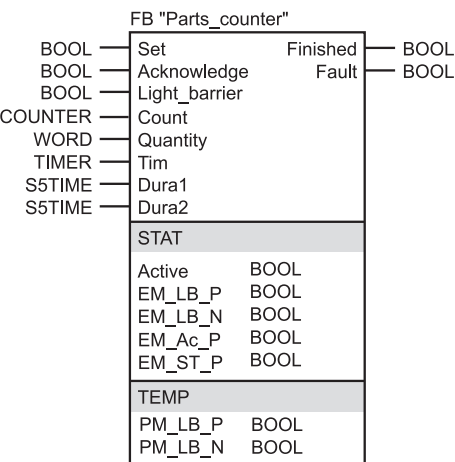 FB "Parts_counter"
BOOL Set Finished BOOL
BOOL Acknowledge Fault BOOL
BOOL Light_barrier
COUNTER Count
WORD Quantity
TIMER Tim
S5TIME Dura1
S5TIME Dura2
STAT
Active BOOL
EM_LB_P BOOL
EM_LB_N BOOL
EM_Ac_P BOOL
EM_ST_P BOOL
TEMP
PM_LB_P BOOL
PM_LB_N BOOL